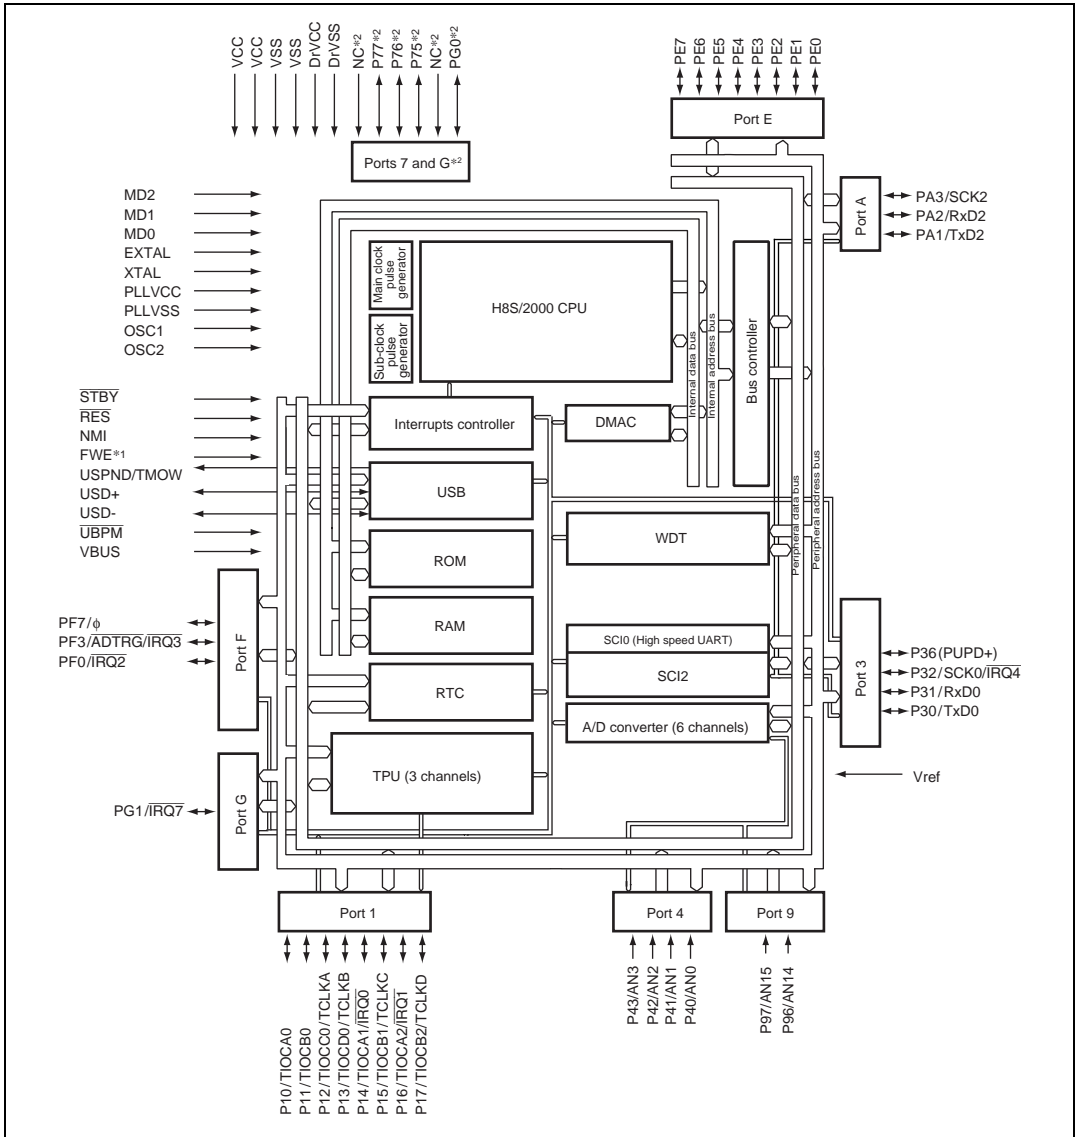 VCC
VCC
VSS
VSS
DrVCC
DrVSS
NC*2
P77*2
P76*2
P75*2
NC*2
PG0*2
PE7
PE6
PE5
PE4
PE3
PE2
PE1
PE0
Port E
Ports 7 and G*2
MD2
MD1
MD0
EXTAL
XTAL
PLLVCC
PLLVSS
OSC1
OSC2
STBY
RES
NMI
FWE*1
USPND/TMOW
USD+
USD-
UBPM
VBUS
Port A
PA3/SCK2
PA2/RxD2
PA1/TxD2
Main clock
pulse
generator
Sub-clock
pulse
generator
H8S/2000 CPU
Internal data bus
Internal address bus
Bus controller
Interrupts controller
DMAC
USB
ROM
RAM
RTC
TPU (3 channels)
WDT
SCI0 (High speed UART)
SCI2
A/D converter (6 channels)
Peripheral data bus
Peripheral address bus
PF7/ϕ
PF3/ADTRG/IRQ3
PF0/IRQ2
Port F
PG1/IRQ7
Port G
Port 3
P36 (PUPD+)
P32/SCK0/IRQ4
P31/RxD0
P30/TxD0
Vref
Port 1
Port 4
Port 9
P10/TIOCA0
P11/TIOCB0
P12/TIOCC0/TCLKA
P13/TIOCD0/TCLKB
P14/TIOCA1/IRQ0
P15/TIOCB1/TCLKC
P16/TIOCA2/IRQ1
P17/TIOCB2/TCLKD
P43/AN3
P42/AN2
P41/AN1
P40/AN0
P97/AN15
P96/AN14